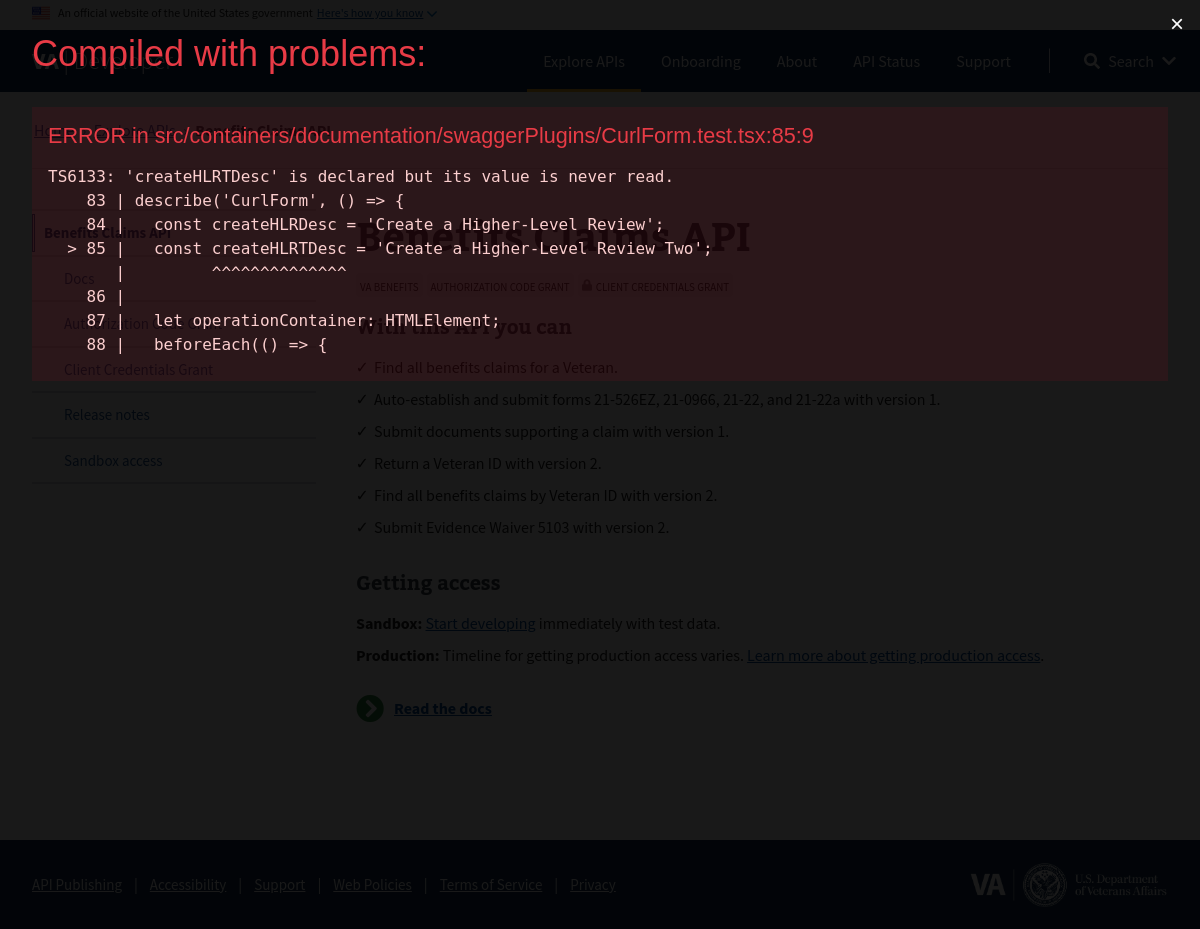 An official website of the United States government Here's how you know
Compiled with problems:
×
VA
Explore APIs
Onboarding
About
API Status
Support
Search
ERROR in src/containers/documentation/swaggerPlugins/CurlForm.test.tsx:85:9
TS6133: 'createHLRTDesc' is declared but its value is never read.
    83 | describe('CurlForm', () => {
    84 |   const createHLRDesc = 'Create a Higher-Level Review';
  > 85 |   const createHLRTDesc = 'Create a Higher-Level Review Two';
       |         ^^^^^^^^^^^^^^
    86 |
    87 |   let operationContainer: HTMLElement;
    88 |   beforeEach(() => {
Benefits Claims API
Docs
Client Credentials Grant
Release notes
Sandbox access
Benefits Claims API
VA BENEFITS
AUTHORIZATION CODE GRANT
CLIENT CREDENTIALS GRANT
With this API you can
✓ Find all benefits claims for a Veteran.
✓ Auto-establish and submit forms 21-526EZ, 21-0966, 21-22, and 21-22a with version 1.
✓ Submit documents supporting a claim with version 1.
✓ Return a Veteran ID with version 2.
✓ Find all benefits claims by Veteran ID with version 2.
✓ Submit Evidence Waiver 5103 with version 2.
Getting access
Sandbox: Start developing immediately with test data.
Production: Timeline for getting production access varies. Learn more about getting production access.
Read the docs
API Publishing | Accessibility | Support | Web Policies | Terms of Service | Privacy
VA
U.S. Department
of Veterans Affairs